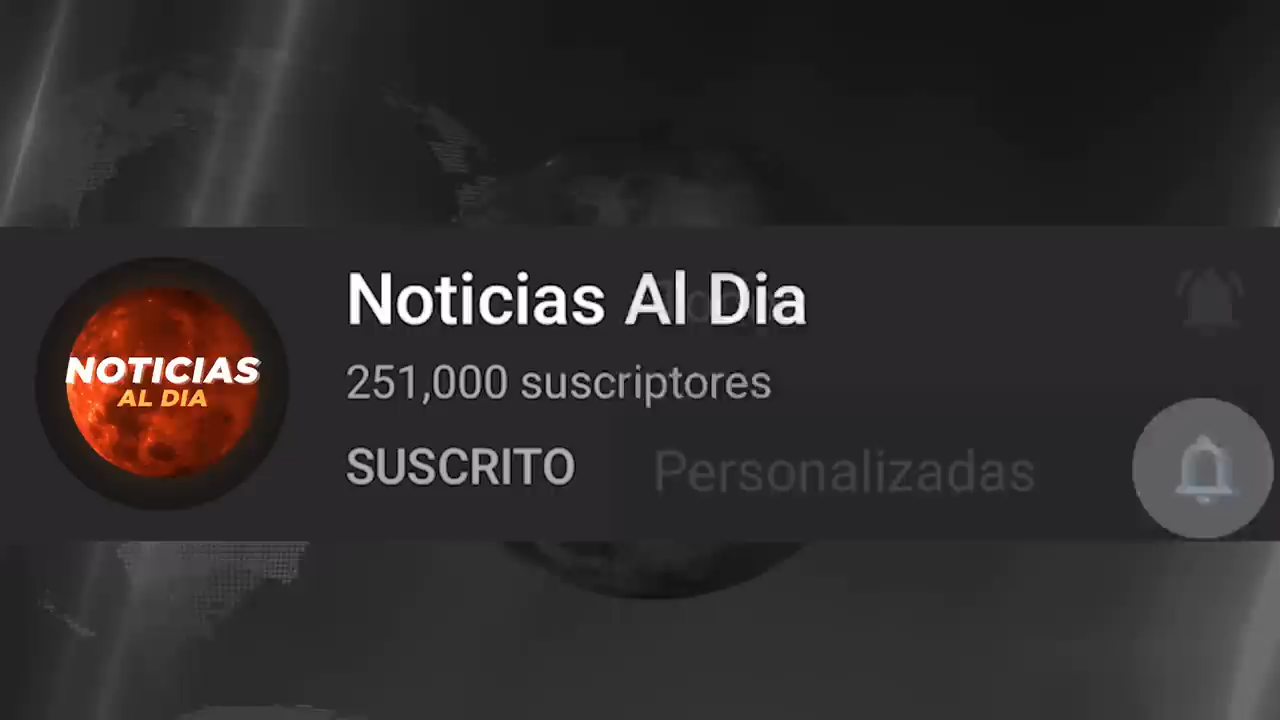 NOTICIAS
AL DIA
Noticias Al Dia
251,000 suscriptores
SUSCRITO
Personalizadas